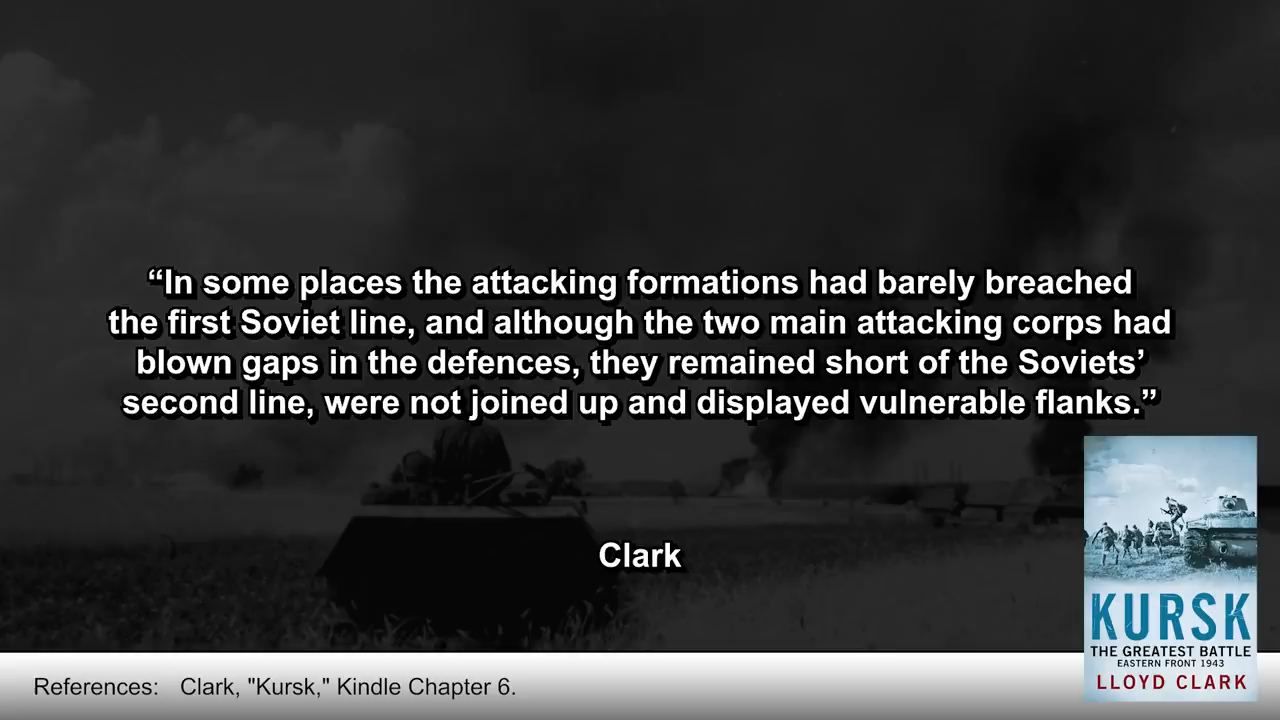 “In some places the attacking formations had barely breached
the first Soviet line, and although the two main attacking corps had
blown gaps in the defences, they remained short of the Soviets’
second line, were not joined up and displayed vulnerable flanks.”
Clark
KURSK
THE GREATEST BATTLE
EASTERN FRONT 1943
LLOYD CLARK
References: Clark, "Kursk," Kindle Chapter 6.